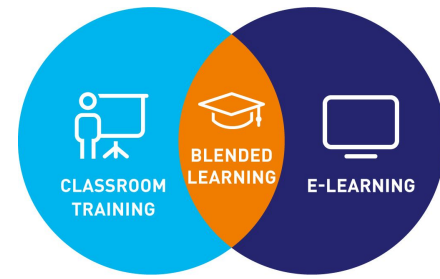 CLASSROOM
TRAINING
BLENDED
LEARNING
E-LEARNING